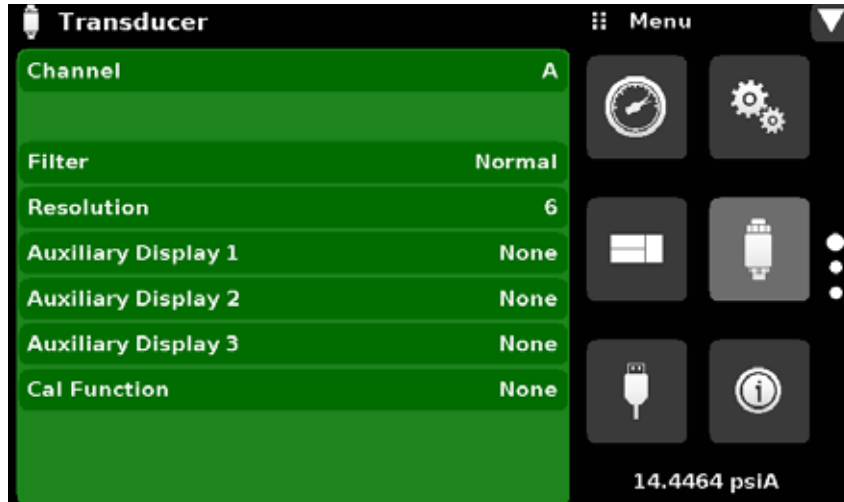 Transducer
Channel A
Filter Normal
Resolution 6
Auxiliary Display 1 None
Auxiliary Display 2 None
Auxiliary Display 3 None
Cal Function None
Menu
14.4464 psiA